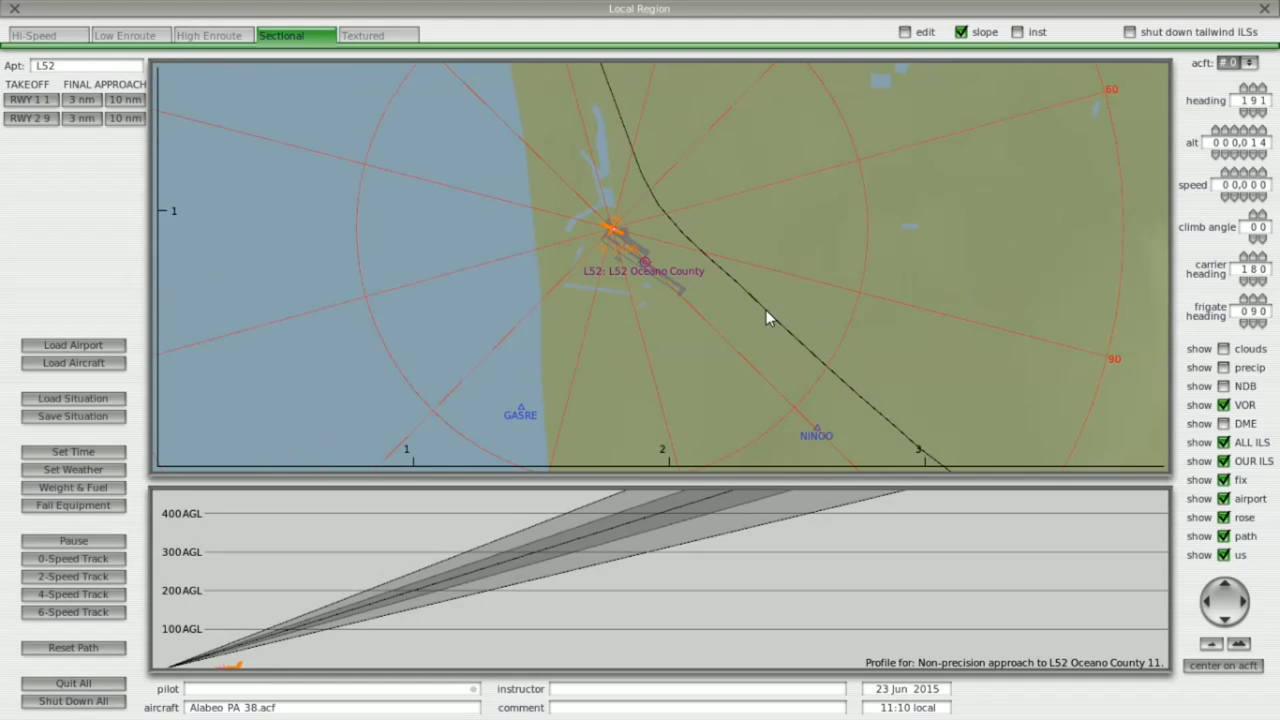 Local Region
Hi-Speed Low Enroute High Enroute Sectional Textured
edit slope inst shut down tailwind ILSs
Apt: L52
TAKEOFF FINAL APPROACH
RWY 1 1 3 nm 10 nm
RWY 2 9 3 nm 10 nm
Load Airport
Load Aircraft
Load Situation
Save Situation
Set Time
Set Weather
Weight & Fuel
Fail Equipment
Pause
0-Speed Track
2-Speed Track
4-Speed Track
6-Speed Track
Reset Path
Quit All
Shut Down All
60
1
L52: L52 Oceano County
90
GASRE
NINOO
1 2 3
400AGL
300AGL
200AGL
100AGL
Profile for: Non-precision approach to L52 Oceano County 11.
pilot instructor 23 Jun 2015
aircraft Alabeo PA 38.acf comment 11:10 local
acft: # 0
heading 1 9 1
alt 0 0 0,0 1 4
speed 0 0,0 0 0
climb angle 0 0
carrier
heading 1 8 0
frigate
heading 0 9 0
show clouds
show precip
show NDB
show VOR
show DME
show ALL ILS
show OUR ILS
show fix
show airport
show rose
show path
show us
center on acft